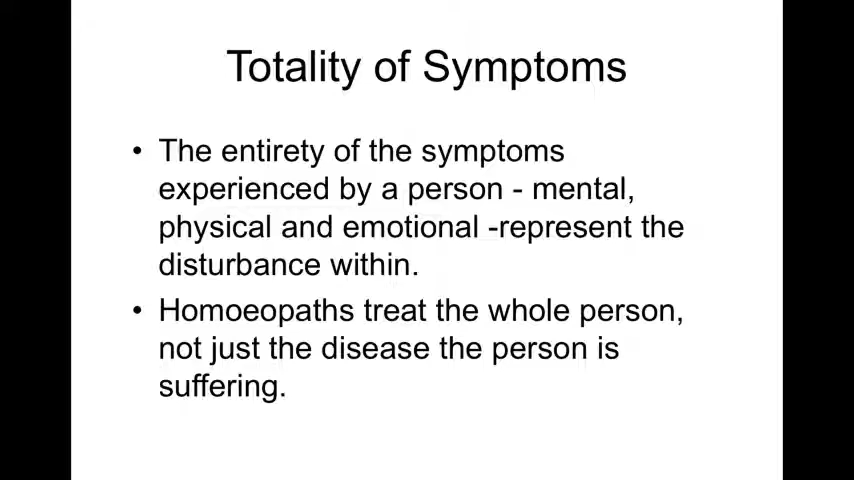 Totality of Symptoms
• The entirety of the symptoms
experienced by a person - mental,
physical and emotional -represent the
disturbance within.
• Homoeopaths treat the whole person,
not just the disease the person is
suffering.